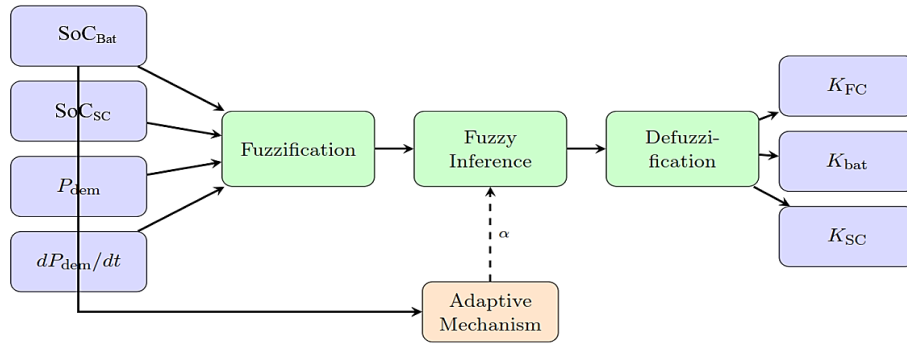 SoC_Bat
SoC_SC
P_dem
dP_dem/dt
Fuzzification
Fuzzy
Inference
Defuzzi-
fication
K_FC
K_bat
K_SC
α
Adaptive
Mechanism